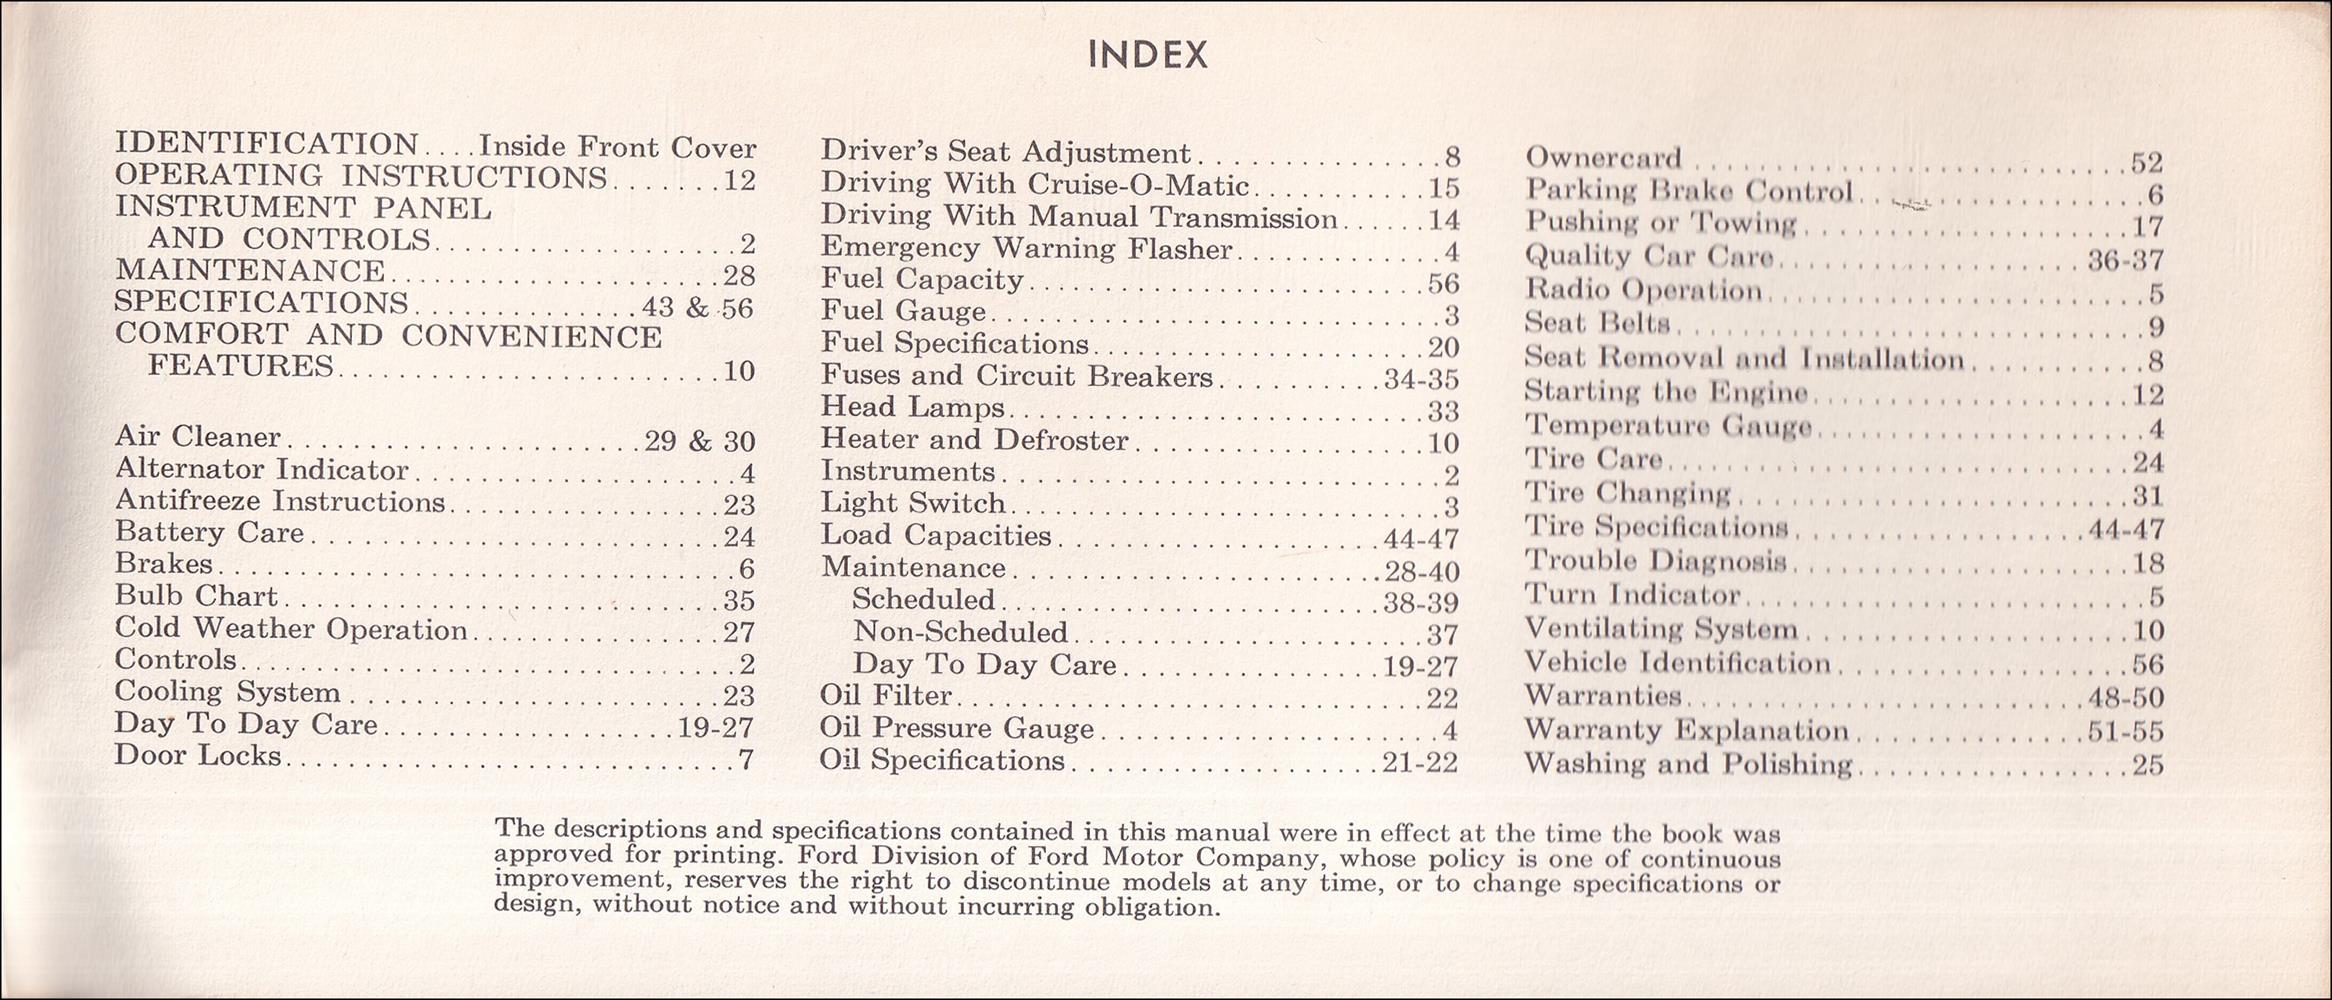 INDEX
IDENTIFICATION....Inside Front Cover
OPERATING INSTRUCTIONS.......12
INSTRUMENT PANEL
AND CONTROLS...................2
MAINTENANCE.....................28
SPECIFICATIONS...............43 & 56
COMFORT AND CONVENIENCE
FEATURES........................10
Air Cleaner......................29 & 30
Alternator Indicator....................4
Antifreeze Instructions.................23
Battery Care..........................24
Brakes.................................6
Bulb Chart............................35
Cold Weather Operation................27
Controls...............................2
Cooling System........................23
Day To Day Care...................19-27
Door Locks............................7
Driver's Seat Adjustment...............8
Driving With Cruise-O-Matic...........15
Driving With Manual Transmission......14
Emergency Warning Flasher.............4
Fuel Capacity.........................56
Fuel Gauge............................3
Fuel Specifications.....................20
Fuses and Circuit Breakers...........34-35
Head Lamps...........................33
Heater and Defroster...................10
Instruments............................2
Light Switch...........................3
Load Capacities.....................44-47
Maintenance........................28-40
Scheduled........................38-39
Non-Scheduled.......................37
Day To Day Care.................19-27
Oil Filter..............................22
Oil Pressure Gauge.....................4
Oil Specifications....................21-22
Ownercard............................52
Parking Brake Control..................6
Pushing or Towing.....................17
Quality Car Care....................36-37
Radio Operation........................5
Seat Belts.............................9
Seat Removal and Installation...........8
Starting the Engine....................12
Temperature Gauge.....................4
Tire Care.............................24
Tire Changing.........................31
Tire Specifications...................44-47
Trouble Diagnosis......................18
Turn Indicator.........................5
Ventilating System.....................10
Vehicle Identification...................56
Warranties..........................48-50
Warranty Explanation...............51-55
Washing and Polishing..................25
The descriptions and specifications contained in this manual were in effect at the time the book was
approved for printing. Ford Division of Ford Motor Company, whose policy is one of continuous
improvement, reserves the right to discontinue models at any time, or to change specifications or
design, without notice and without incurring obligation.